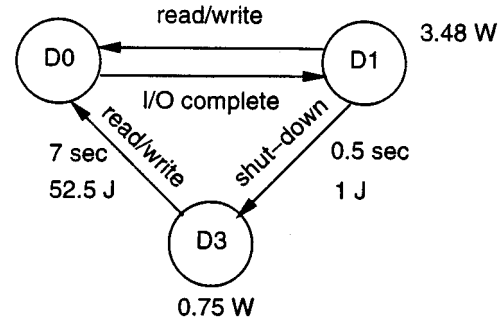 read/write
D0
D1
3.48 W
I/O complete
read/write
shut-down
7 sec
52.5 J
0.5 sec
1 J
D3
0.75 W